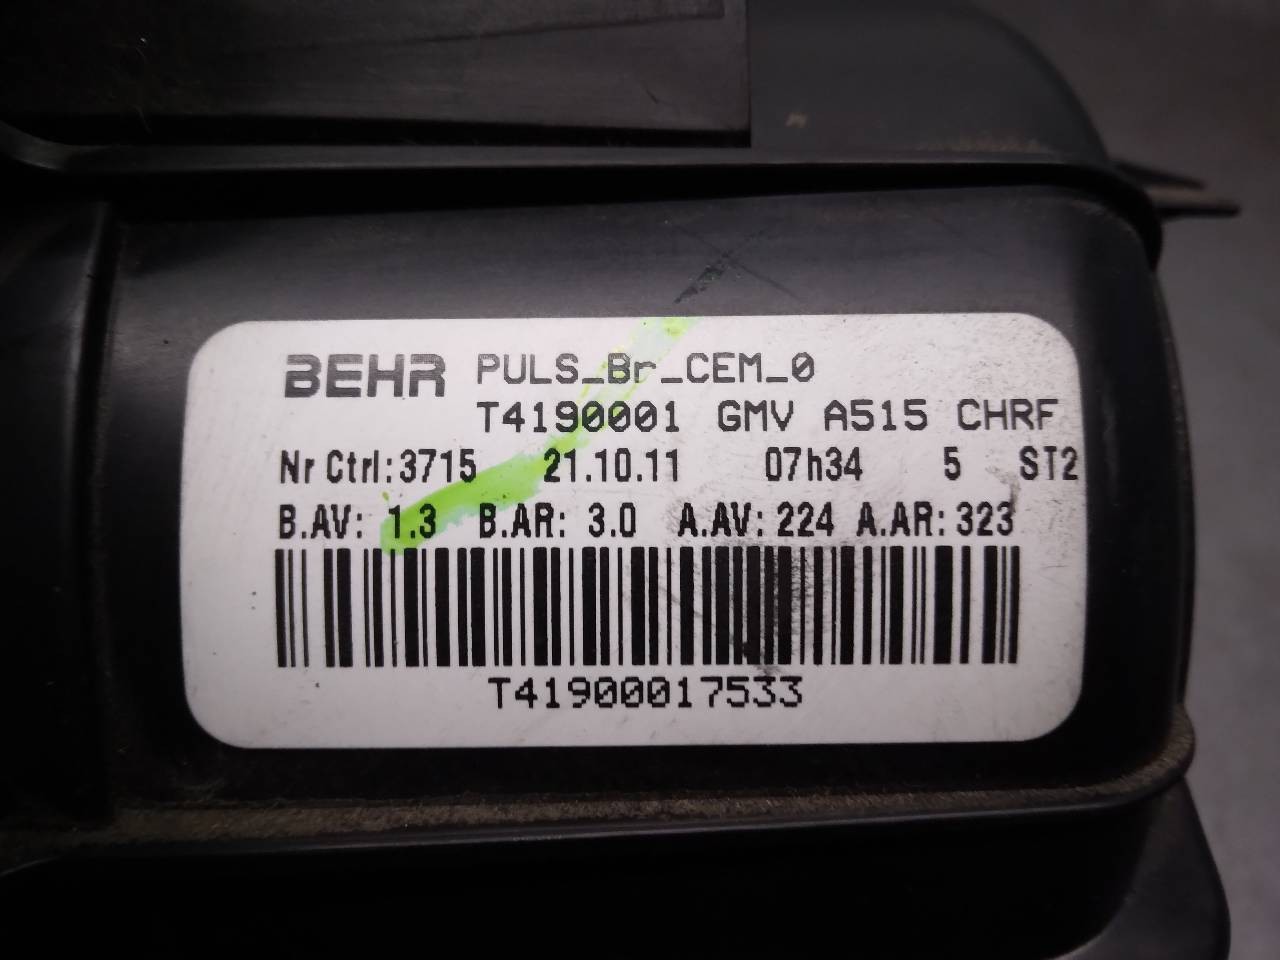 BEHR PULS_Br_CEM_0
T4190001 GMV A515 CHRF
Nr Ctrl:3715 21.10.11 07h34 5 ST2
B.AV: 1.3 B.AR: 3.0 A.AV: 224 A.AR: 323
T41900017533